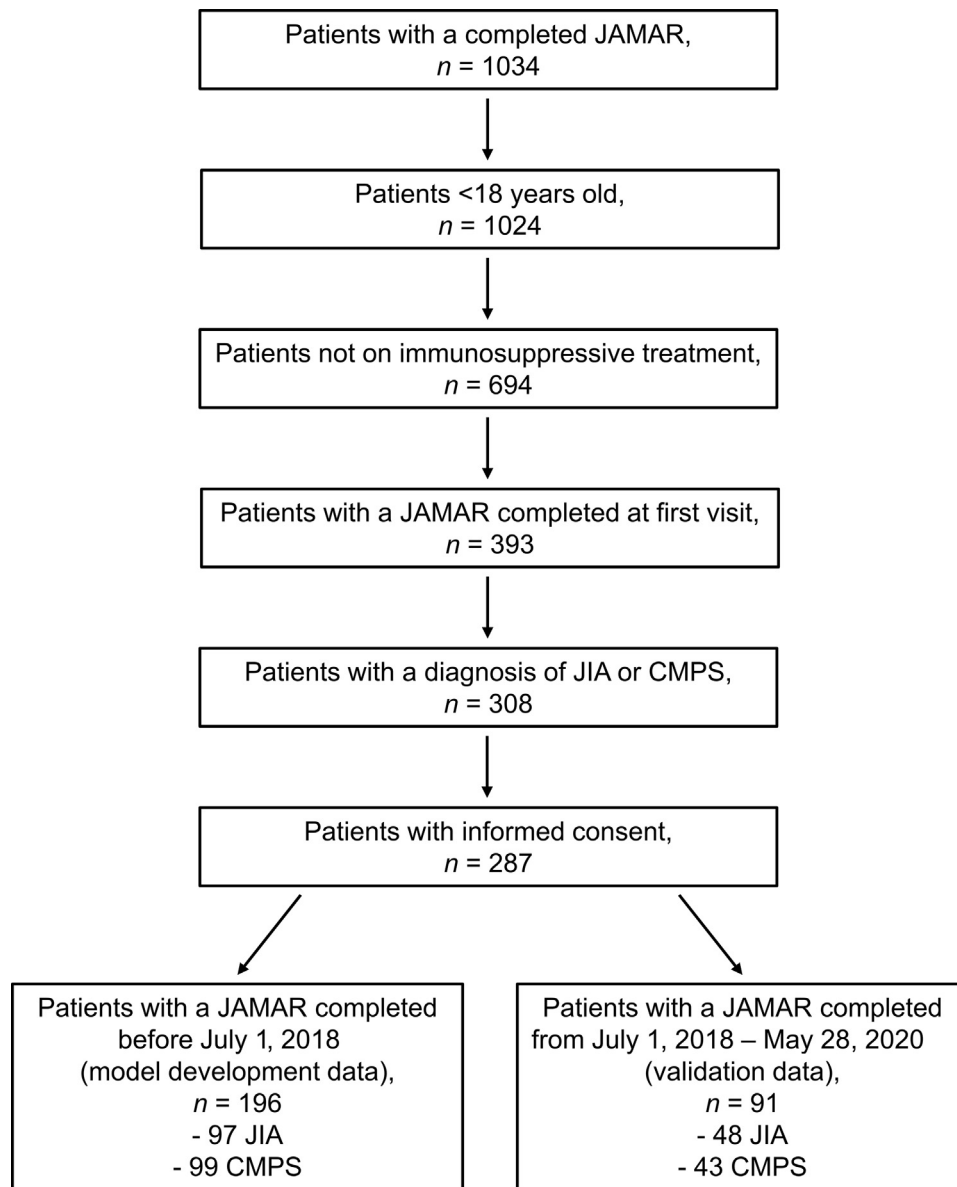 Patients with a completed JAMAR,
n = 1034
Patients <18 years old,
n = 1024
Patients not on immunosuppressive treatment,
n = 694
Patients with a JAMAR completed at first visit,
n = 393
Patients with a diagnosis of JIA or CMPS,
n = 308
Patients with informed consent,
n = 287
Patients with a JAMAR completed
before July 1, 2018
(model development data),
n = 196
- 97 JIA
- 99 CMPS
Patients with a JAMAR completed
from July 1, 2018 – May 28, 2020
(validation data),
n = 91
- 48 JIA
- 43 CMPS